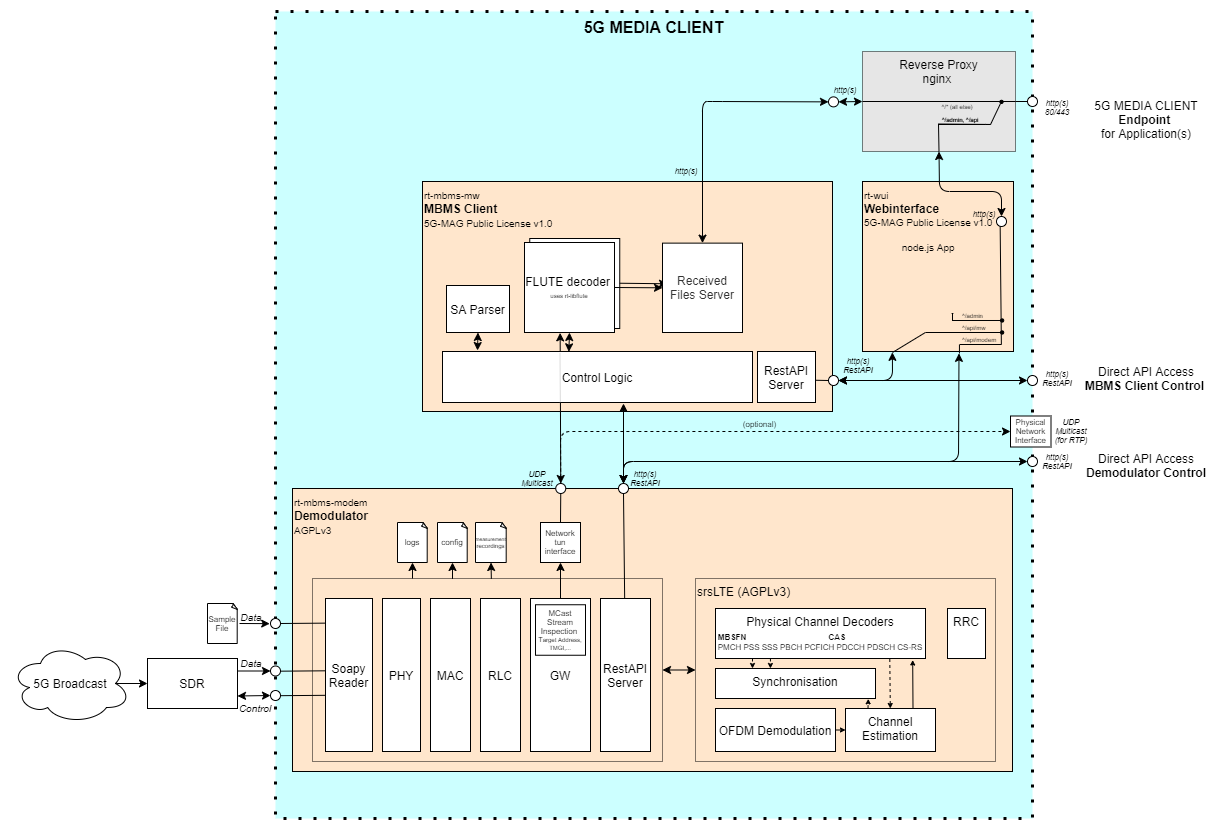 5G MEDIA CLIENT
Reverse Proxy
nginx
http(s)
^/* (all else)
^/admin, ^/api
http(s)
80/443
5G MEDIA CLIENT
Endpoint
for Application(s)
http(s)
rt-mbms-mw
MBMS Client
5G-MAG Public License v1.0
rt-wui
Webinterface
5G-MAG Public License v1.0
http(s)
node.js App
FLUTE decoder
uses rt-libflute
Received
Files Server
SA Parser
^/admin
^/api/mw
^/api/modem
Control Logic
RestAPI
Server
http(s)
RestAPI
http(s)
RestAPI
Direct API Access
MBMS Client Control
(optional)
Physical
Network
Interface
UDP
Multicast
(for RTP)
http(s)
RestAPI
Direct API Access
Demodulator Control
UDP
Multicast
http(s)
RestAPI
rt-mbms-modem
Demodulator
AGPLv3
logs
config
measurement
recordings
Network
tun
interface
srsLTE (AGPLv3)
Sample
File
Data
Data
Control
5G Broadcast
SDR
Soapy
Reader
PHY
MAC
RLC
MCast
Stream
Inspection
Target Address,
TMGI,...
GW
RestAPI
Server
Physical Channel Decoders
MBSFN
CAS
PMCH PSS SSS PBCH PCFICH PDCCH PDSCH CS-RS
RRC
Synchronisation
OFDM Demodulation
Channel
Estimation